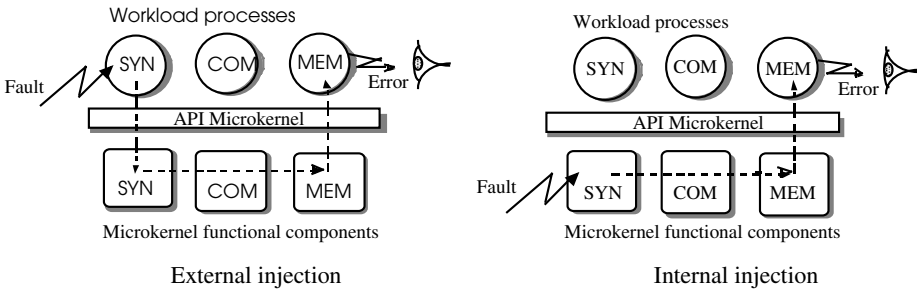 Workload processes
SYN
COM
MEM
Fault
Error
API Microkernel
SYN
COM
MEM
Microkernel functional components
External injection
Workload processes
SYN
COM
MEM
Error
API Microkernel
Fault
SYN
COM
MEM
Microkernel functional components
Internal injection